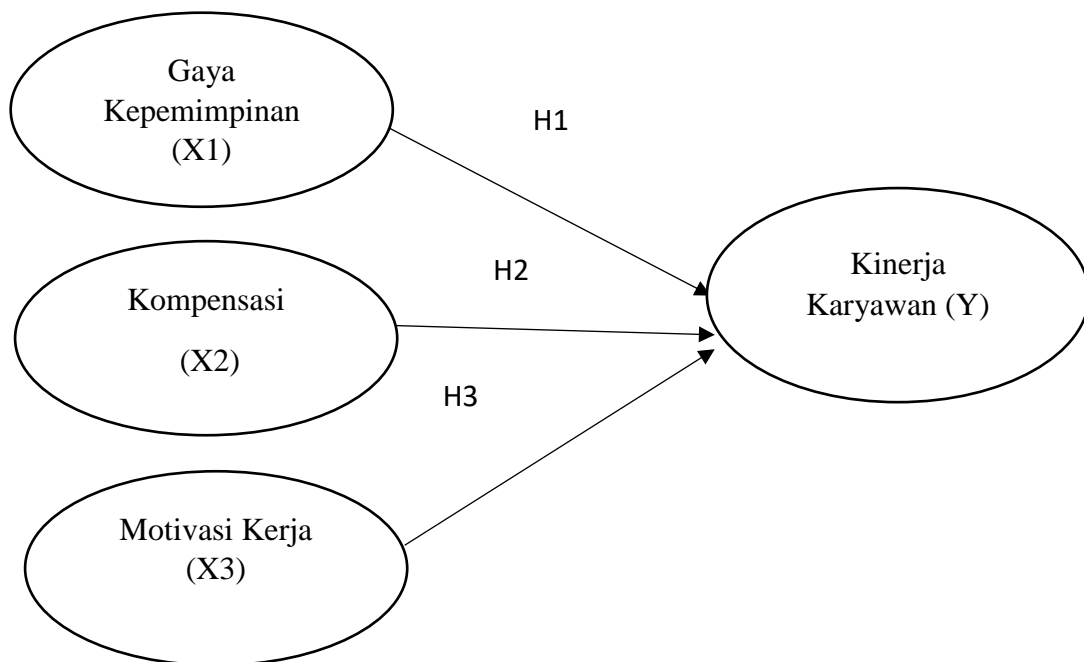 Gaya
Kepemimpinan
(X1)
H1
Kompensasi
(X2)
H2
Kinerja
Karyawan (Y)
H3
Motivasi Kerja
(X3)